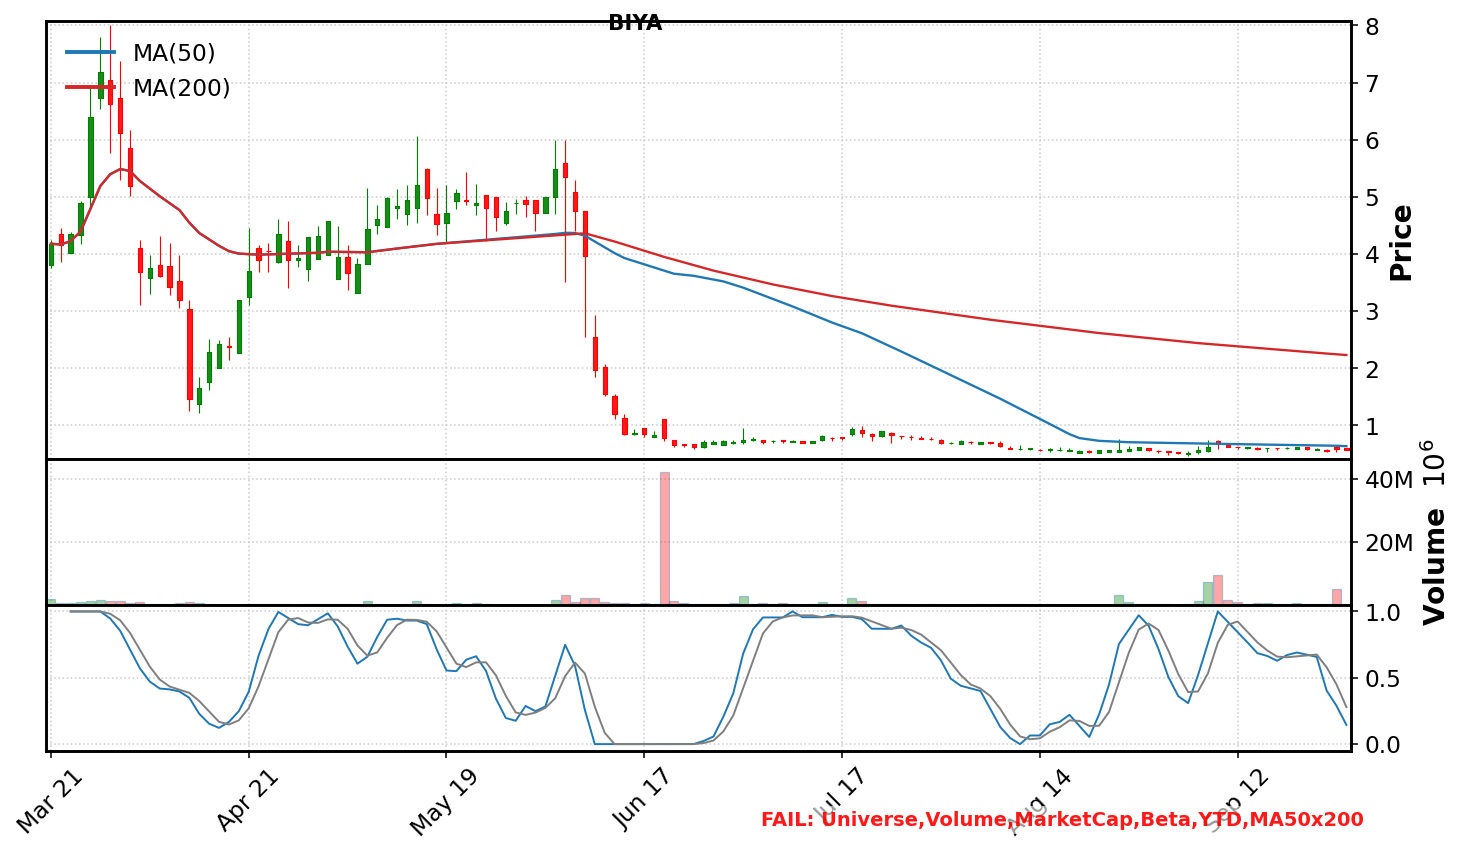 BIYA
MA(50)
MA(200)
8
7
6
5
4
3
2
1
Price
40M
20M
Volume 10⁶
1.0
0.5
0.0
Mar 21
Apr 21
May 19
Jun 17
Jul 17
Aug 14
Sep 12
FAIL: Universe,Volume,MarketCap,Beta,YTD,MA50x200